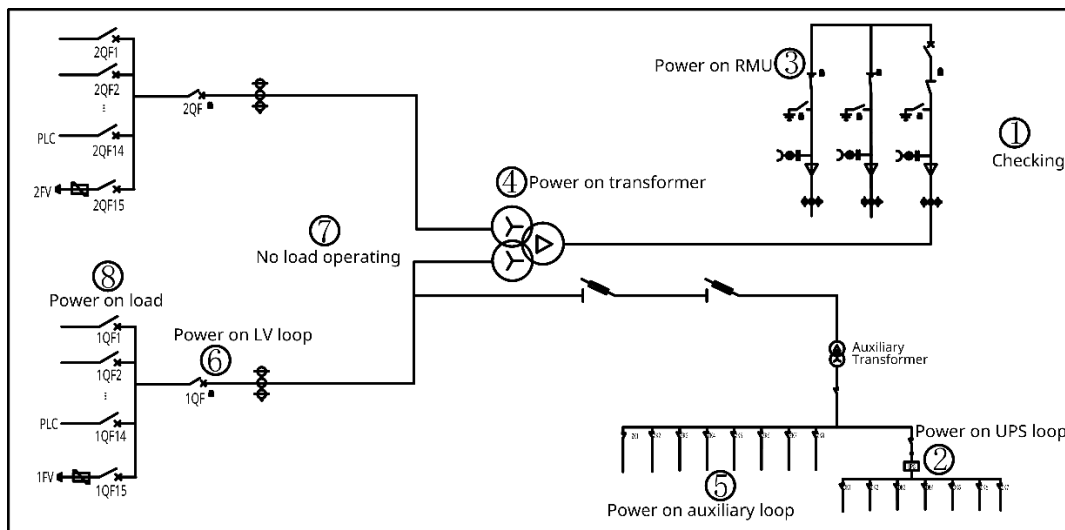 2QF1
2QF2
PLC
2QF14
2FV
2QF15
2QF
③
Power on RMU
①
Checking
④
Power on transformer
⑦
No load operating
⑧
Power on load
1QF1
1QF2
PLC
1QF14
1FV
1QF15
Power on LV loop
⑥
1QF
Auxiliary
Transformer
Power on UPS loop
②
⑤
Power on auxiliary loop